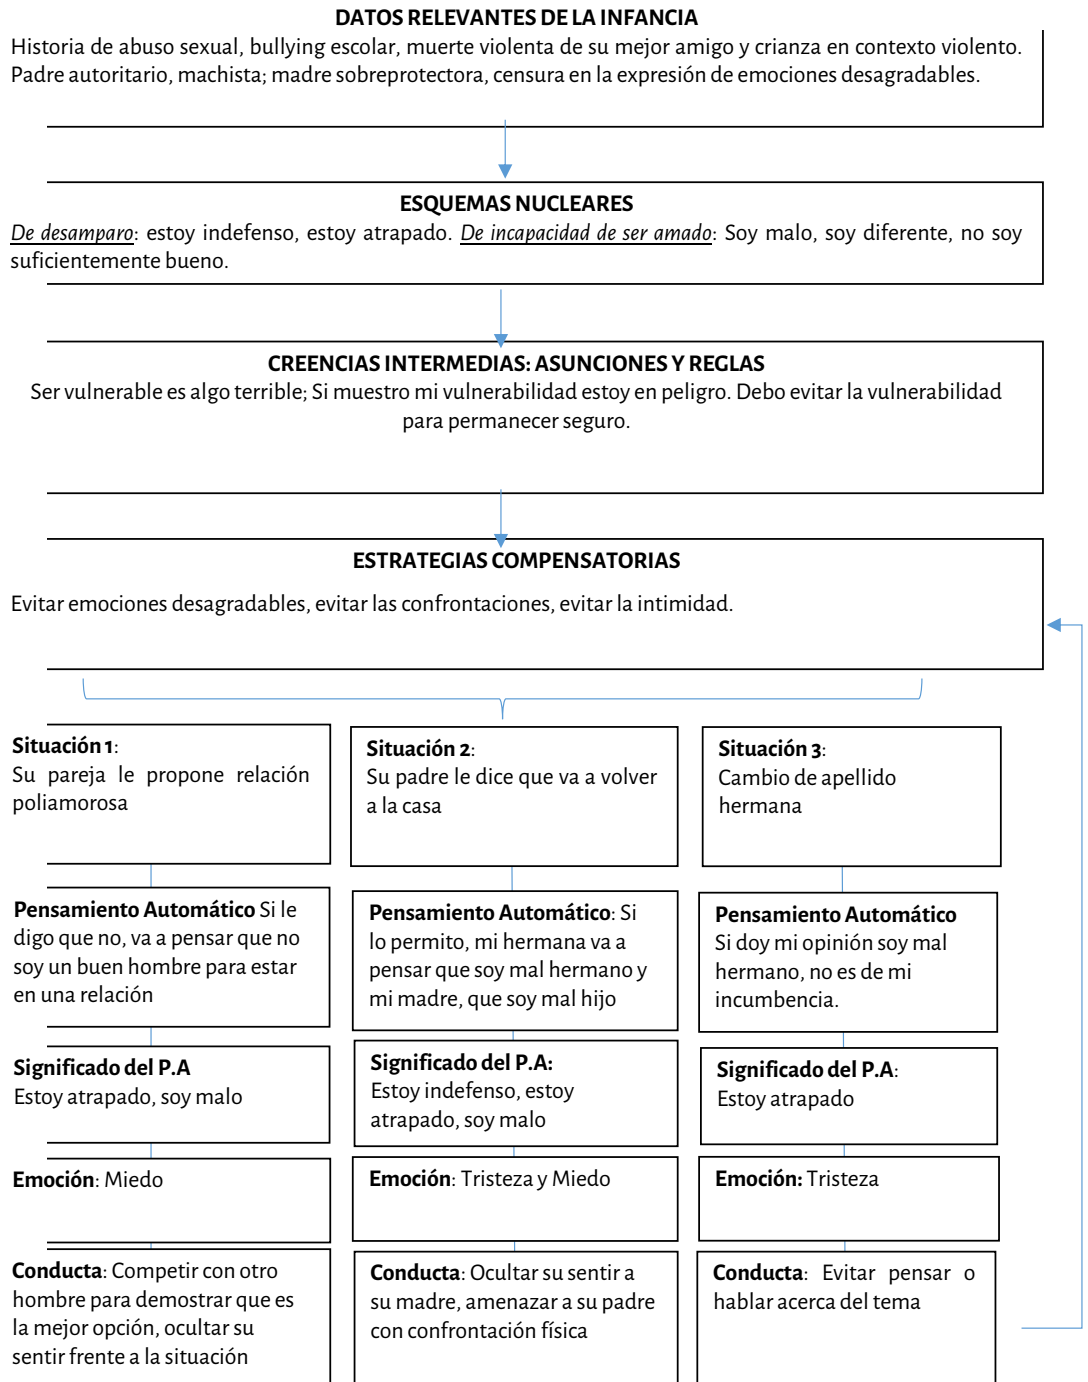 DATOS RELEVANTES DE LA INFANCIA
Historia de abuso sexual, bullying escolar, muerte violenta de su mejor amigo y crianza en contexto violento.
Padre autoritario, machista; madre sobreprotectora, censura en la expresión de emociones desagradables.
ESQUEMAS NUCLEARES
De desamparo: estoy indefenso, estoy atrapado. De incapacidad de ser amado: Soy malo, soy diferente, no soy
suficientemente bueno.
CREENCIAS INTERMEDIAS: ASUNCIONES Y REGLAS
Ser vulnerable es algo terrible; Si muestro mi vulnerabilidad estoy en peligro. Debo evitar la vulnerabilidad
para permanecer seguro.
ESTRATEGIAS COMPENSATORIAS
Evitar emociones desagradables, evitar las confrontaciones, evitar la intimidad.
Situación 1:
Su pareja le propone relación
poliamorosa
Situación 2:
Su padre le dice que va a volver
a la casa
Situación 3:
Cambio de apellido
hermana
Pensamiento Automático Si le
digo que no, va a pensar que no
soy un buen hombre para estar
en una relación
Pensamiento Automático: Si
lo permito, mi hermana va a
pensar que soy mal hermano y
mi madre, que soy mal hijo
Pensamiento Automático
Si doy mi opinión soy mal
hermano, no es de mi
incumbencia.
Significado del P.A
Estoy atrapado, soy malo
Significado del P.A:
Estoy indefenso, estoy
atrapado, soy malo
Significado del P.A:
Estoy atrapado
Emoción: Miedo
Emoción: Tristeza y Miedo
Emoción: Tristeza
Conducta: Competir con otro
hombre para demostrar que es
la mejor opción, ocultar su
sentir frente a la situación
Conducta: Ocultar su sentir a
su madre, amenazar a su padre
con confrontación física
Conducta: Evitar pensar o
hablar acerca del tema